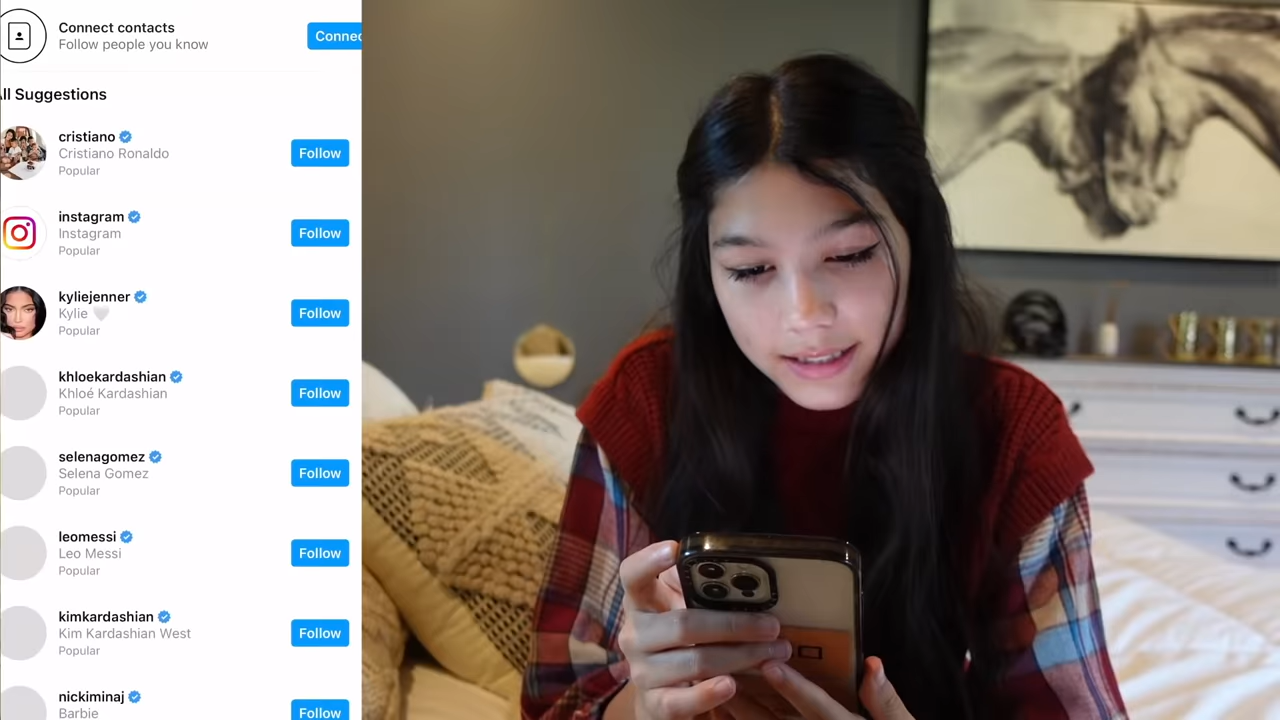 Connect contacts
Follow people you know
Connec
ll Suggestions
cristiano
Cristiano Ronaldo
Popular
Follow
instagram
Instagram
Popular
Follow
kyliejenner
Kylie 🤍
Popular
Follow
khloekardashian
Khloé Kardashian
Popular
Follow
selenagomez
Selena Gomez
Popular
Follow
leomessi
Leo Messi
Popular
Follow
kimkardashian
Kim Kardashian West
Popular
Follow
nickiminaj
Barbie
Follow